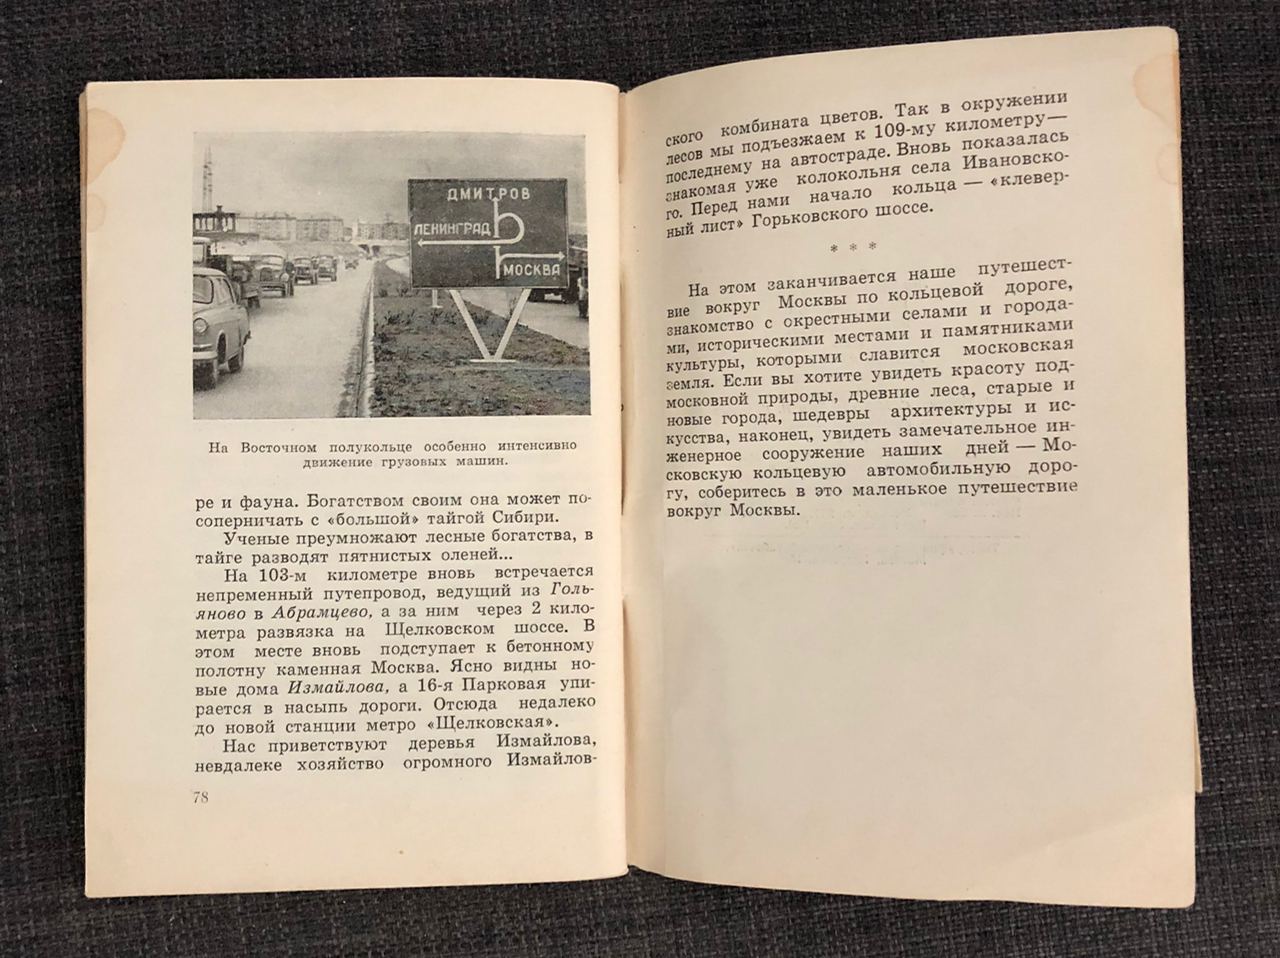 ДМИТРОВ
ЛЕНИНГРАД
МОСКВА
На Восточном полукольце особенно интенсивно
движение грузовых машин.
ре и фауна. Богатством своим она может по-
соперничать с «большой» тайгой Сибири.
Ученые преумножают лесные богатства, в
тайге разводят пятнистых оленей...
На 103-м километре вновь встречается
непременный путепровод, ведущий из Голь-
яново в Абрамцево, а за ним через 2 кило-
метра развязка на Щелковском шоссе. В
этом месте вновь подступает к бетонному
полотну каменная Москва. Ясно видны но-
вые дома Измайлова, а 16-я Парковая упи-
рается в насыпь дороги. Отсюда недалеко
до новой станции метро «Щелковская».
Нас приветствуют деревья Измайлова,
невдалеке хозяйство огромного Измайлов-
78
ского комбината цветов. Так в окружении
лесов мы подъезжаем к 109-му километру—
последнему на автостраде. Вновь показалась
знакомая уже колокольня села Ивановско-
го. Перед нами начало кольца — «клевер-
ный лист» Горьковского шоссе.
* * *
На этом заканчивается наше путешест-
вие вокруг Москвы по кольцевой дороге,
знакомство с окрестными селами и города-
ми, историческими местами и памятниками
культуры, которыми славится московская
земля. Если вы хотите увидеть красоту под-
московной природы, древние леса, старые и
новые города, шедевры архитектуры и ис-
кусства, наконец, увидеть замечательное ин-
женерное сооружение наших дней — Мо-
сковскую кольцевую автомобильную доро-
гу, соберитесь в это маленькое путешествие
вокруг Москвы.